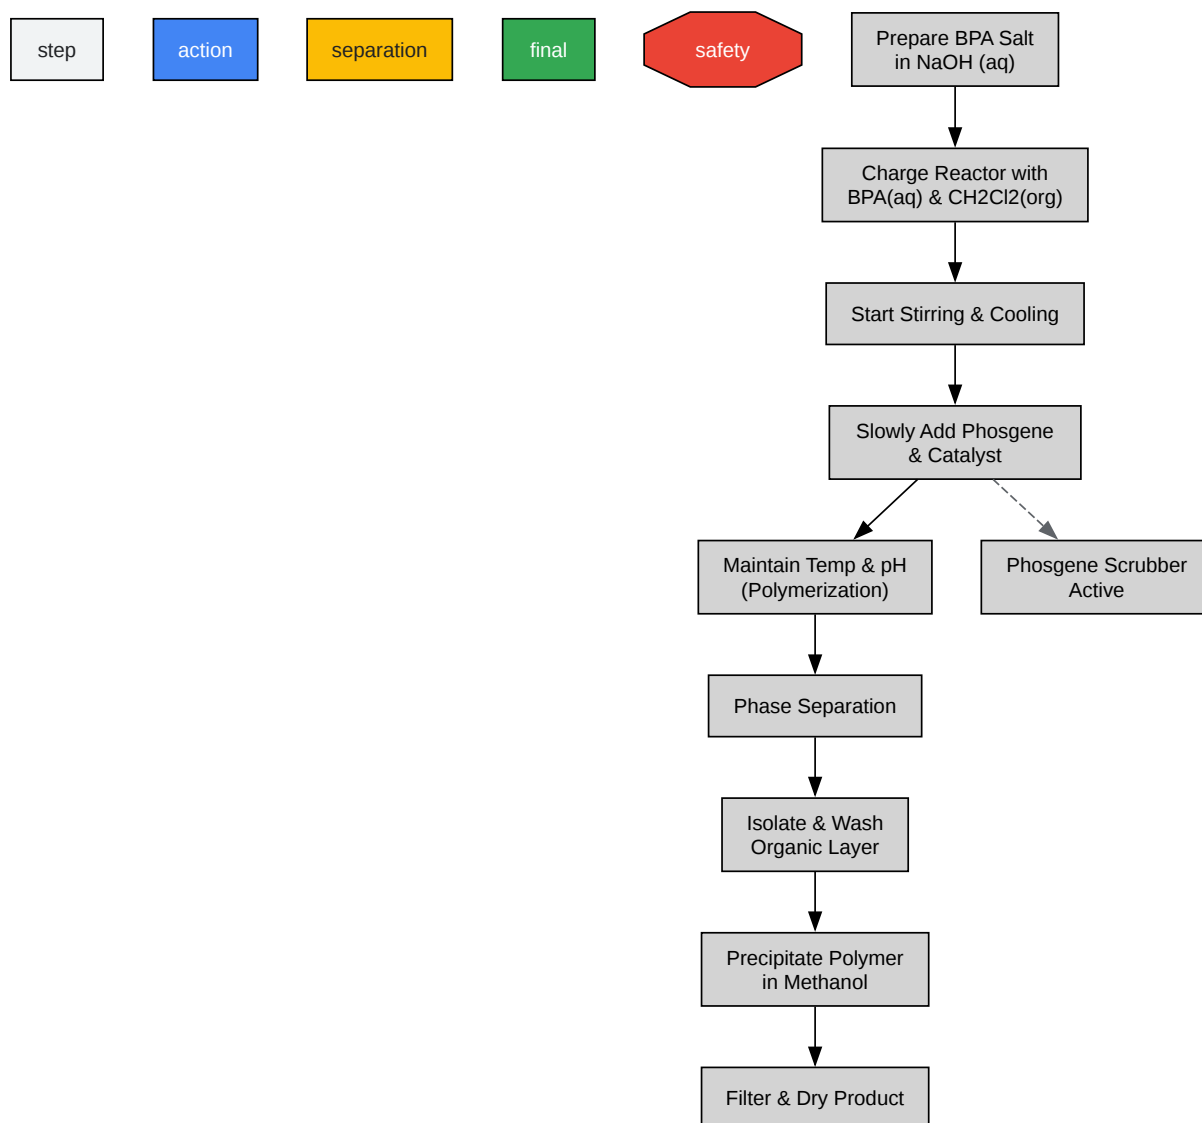 step
action
separation
final
safety
Prepare BPA Salt
in NaOH (aq)
Charge Reactor with
BPA(aq) & CH2Cl2(org)
Start Stirring & Cooling
Slowly Add Phosgene
& Catalyst
Maintain Temp & pH
(Polymerization)
Phosgene Scrubber
Active
Phase Separation
Isolate & Wash
Organic Layer
Precipitate Polymer
in Methanol
Filter & Dry Product